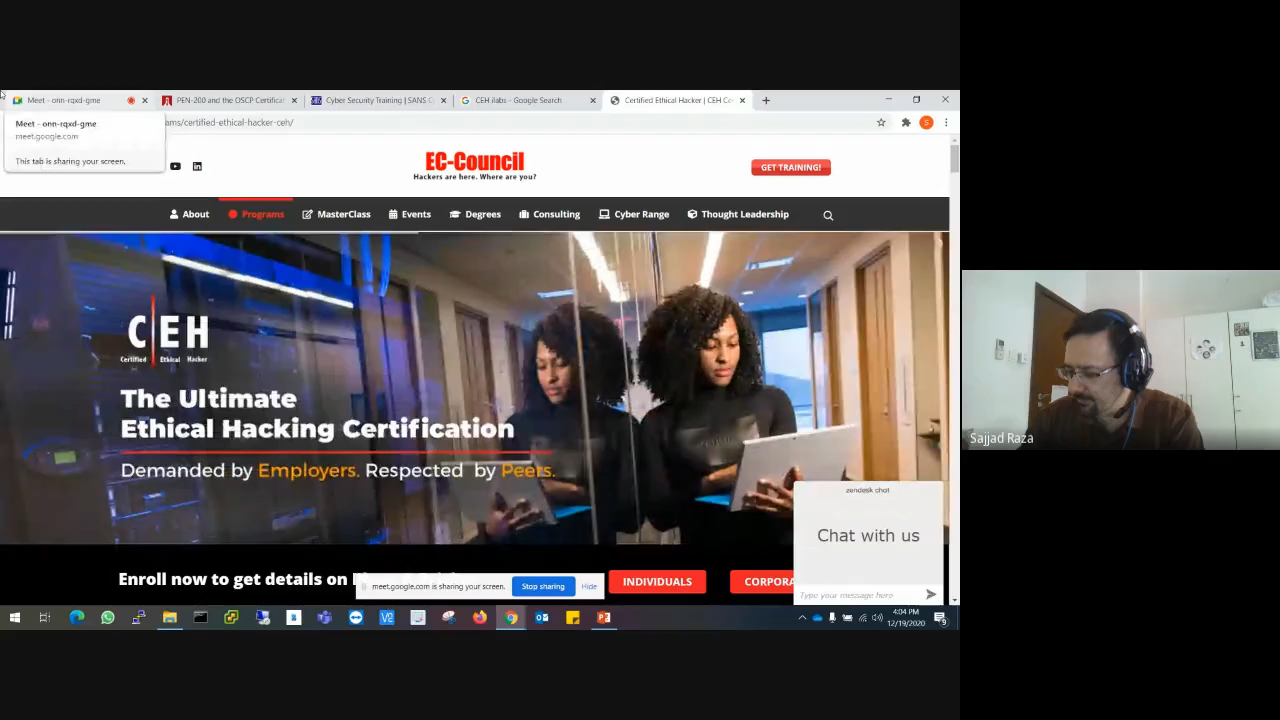 Meet - onn-rqxd-gme
PEN-200 and the OSCP Certificat
Cyber Security Training | SANS C
CEH ilabs - Google Search
Certified Ethical Hacker | CEH Ce
Meet - onn-rqxd-gme
meet.google.com
This tab is sharing your screen.
ams/certified-ethical-hacker-ceh/
S
EC-Council
Hackers are here. Where are you?
GET TRAINING!
About
Programs
MasterClass
Events
Degrees
Consulting
Cyber Range
Thought Leadership
CEH
Certified Ethical Hacker
The Ultimate
Ethical Hacking Certification
Demanded by Employers. Respected by Peers.
Sajjad Raza
zendesk chat
Chat with us
Type your message here
Enroll now to get details on
meet.google.com is sharing your screen.
Stop sharing
Hide
INDIVIDUALS
CORPORA
4:04 PM
12/19/2020